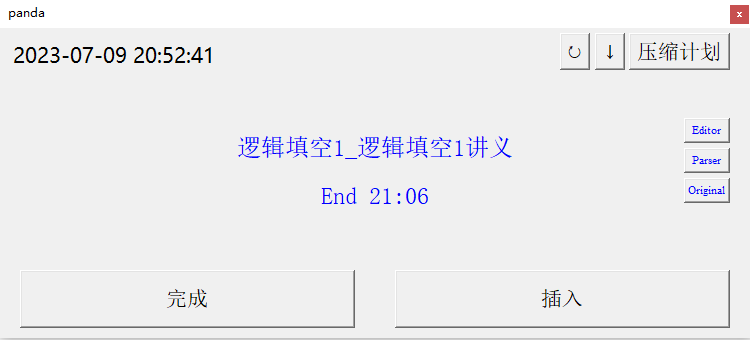 panda
x
2023-07-09 20:52:41
↻ ↓ 压缩计划
逻辑填空1_逻辑填空1讲义
Editor
Parser
End 21:06
Original
完成 插入